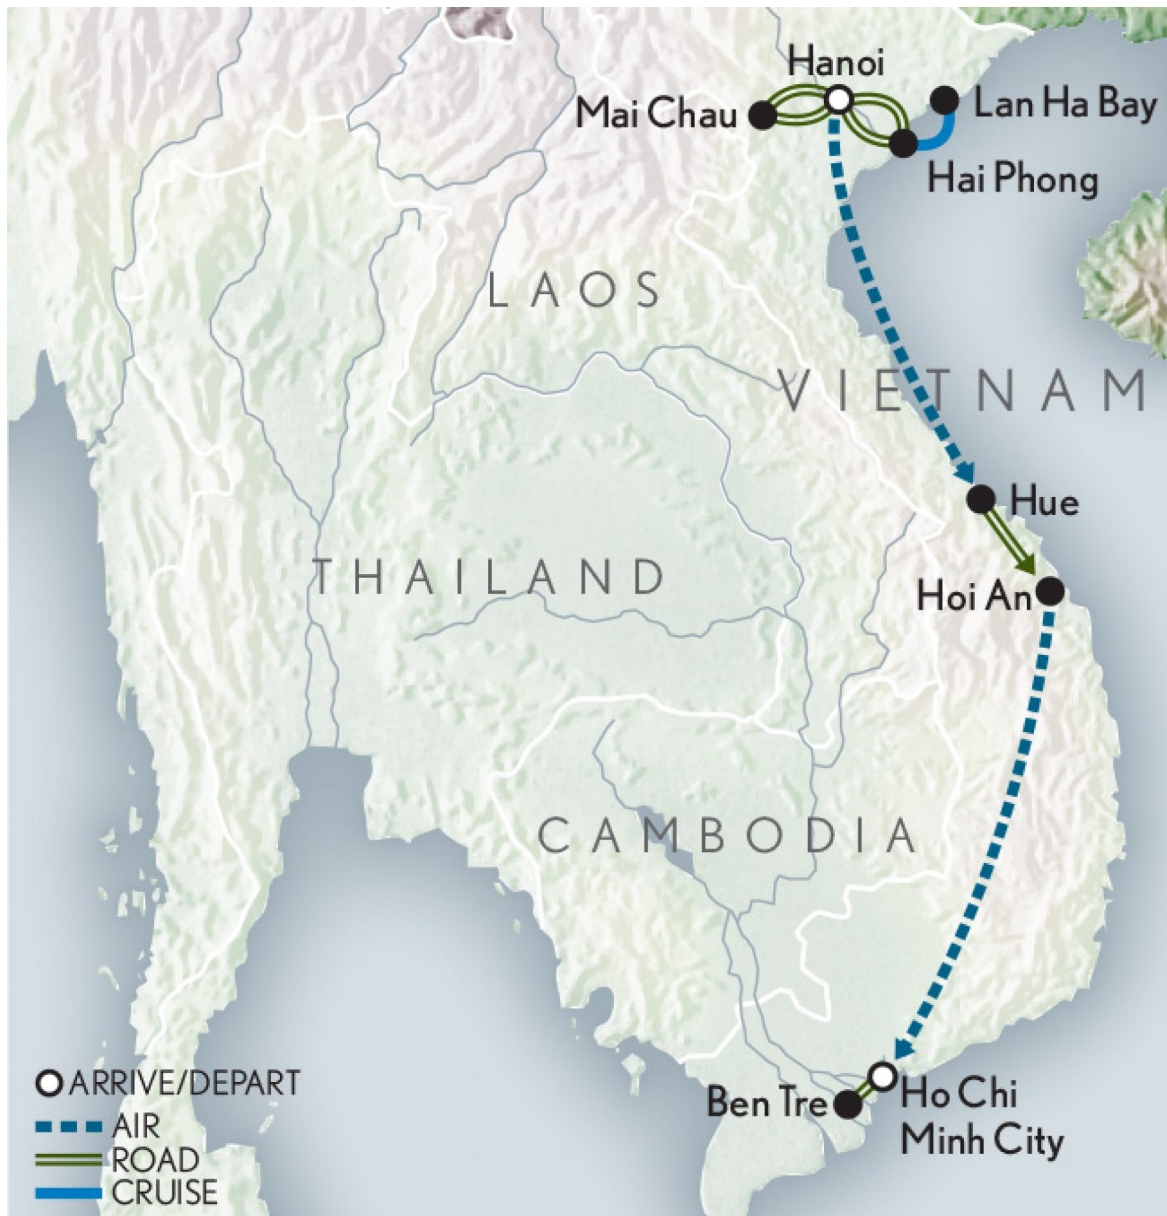 Hanoi
Mai Chau
Lan Ha Bay
Hai Phong
LAOS
VIETNAM
Hue
THAILAND
Hoi An
CAMBODIA
Ben Tre
Ho Chi
Minh City
ARRIVE/DEPART
AIR
ROAD
CRUISE